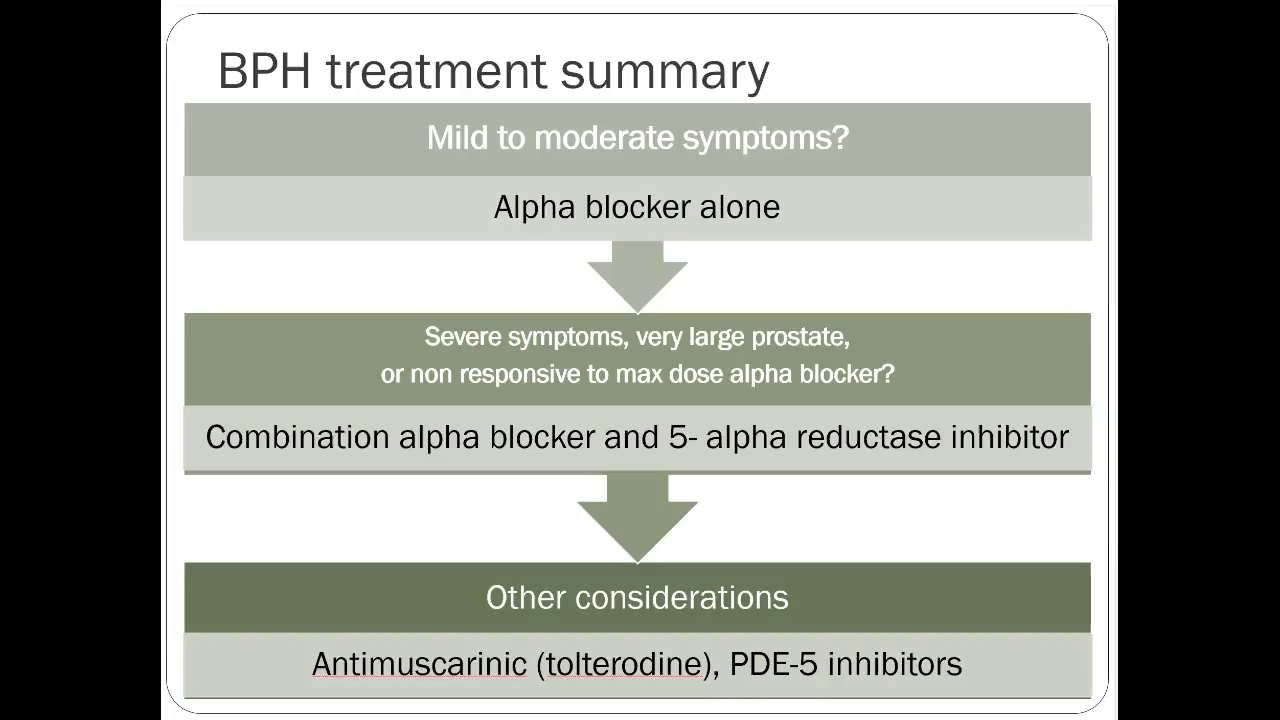 BPH treatment summary
Mild to moderate symptoms?
Alpha blocker alone
Severe symptoms, very large prostate,
or non responsive to max dose alpha blocker?
Combination alpha blocker and 5- alpha reductase inhibitor
Other considerations
Antimuscarinic (tolterodine), PDE-5 inhibitors